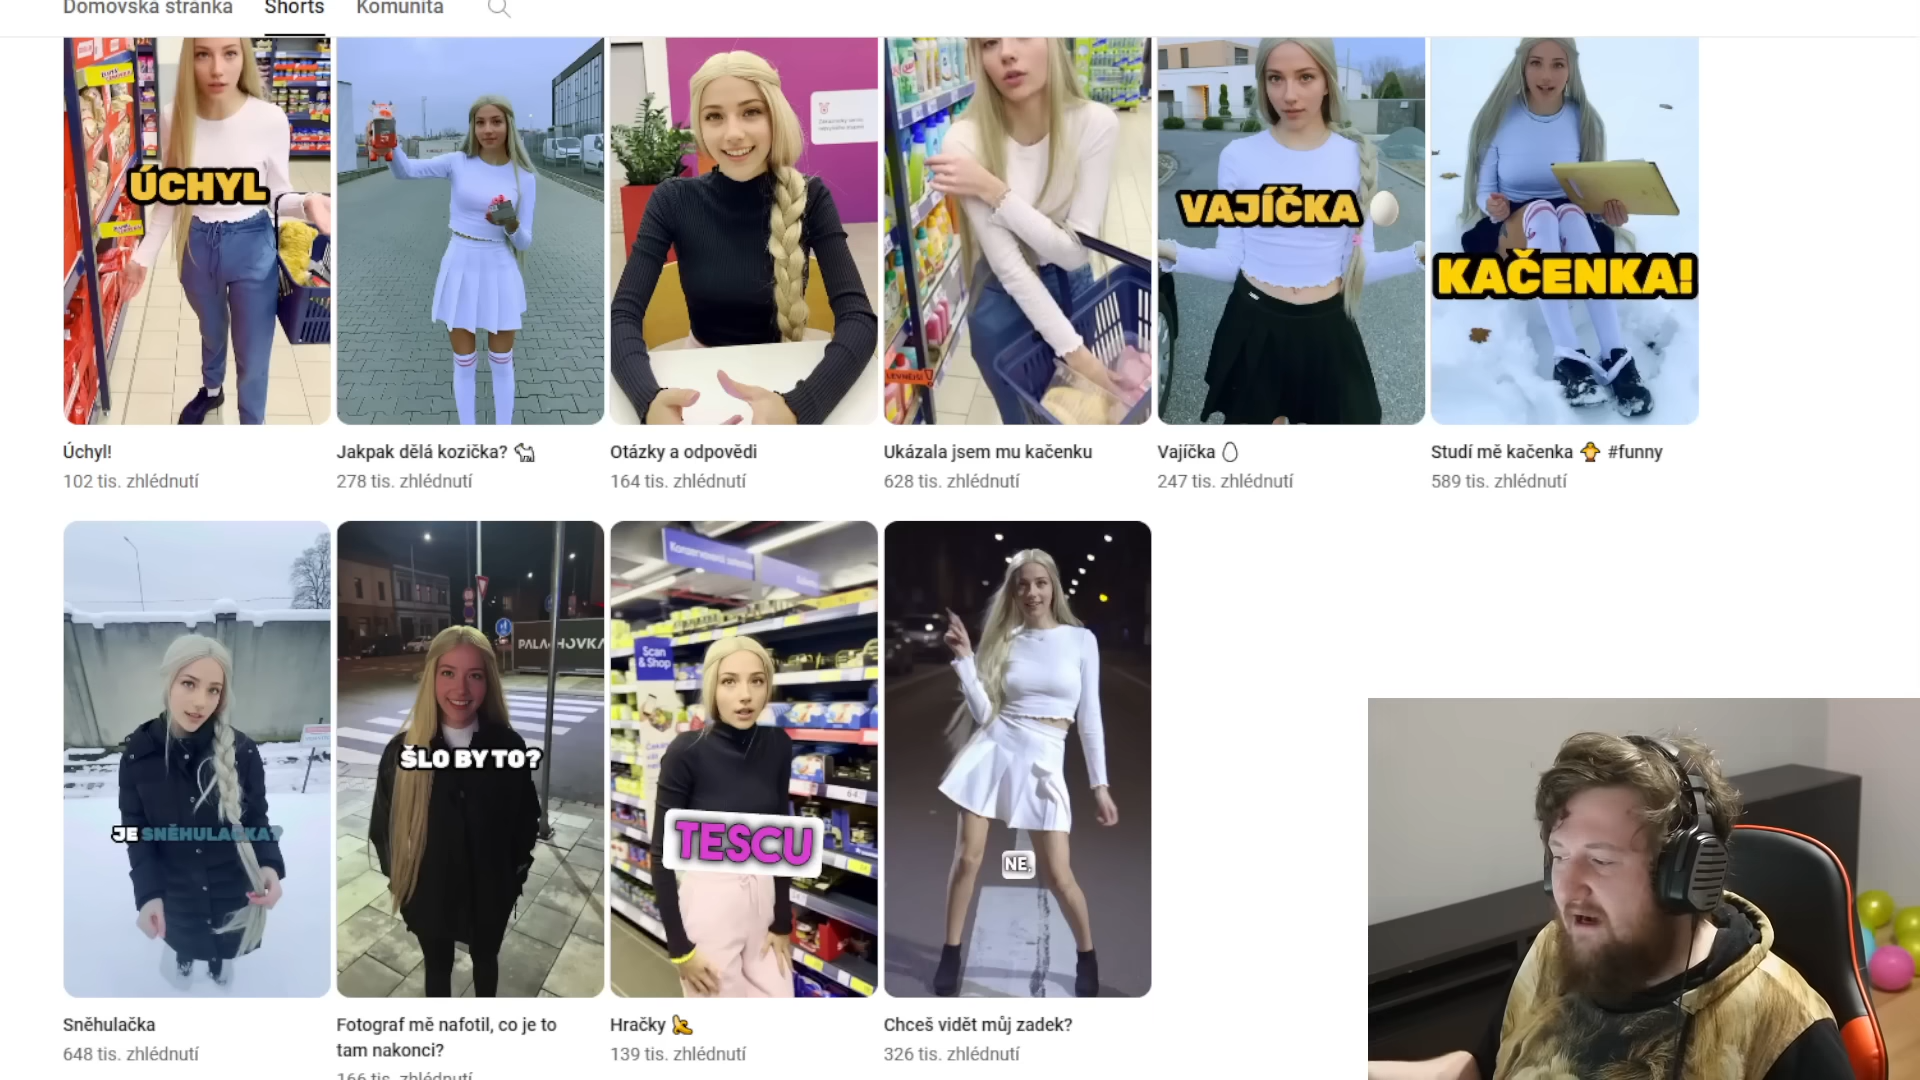 Domovská stránka
Shorts
Komunita
ÚCHYL
VAJÍČKA
KAČENKA!
Úchyl!
102 tis. zhlédnutí
Jakpak dělá kozička? 🐐
278 tis. zhlédnutí
Otázky a odpovědi
164 tis. zhlédnutí
Ukázala jsem mu kačenku
628 tis. zhlédnutí
Vajíčka 🥚
247 tis. zhlédnutí
Studí mě kačenka 🐥 #funny
589 tis. zhlédnutí
JE SNĚHULAČKA?
PALACHOVKA
ŠLO BY TO?
Scan
& Shop
TESCU
NE.
Sněhulačka
648 tis. zhlédnutí
Fotograf mě nafotil, co je to
tam nakonci?
166 tis. zhlédnutí
Hračky
139 tis. zhlédnutí
Chceš vidět můj zadek?
326 tis. zhlédnutí